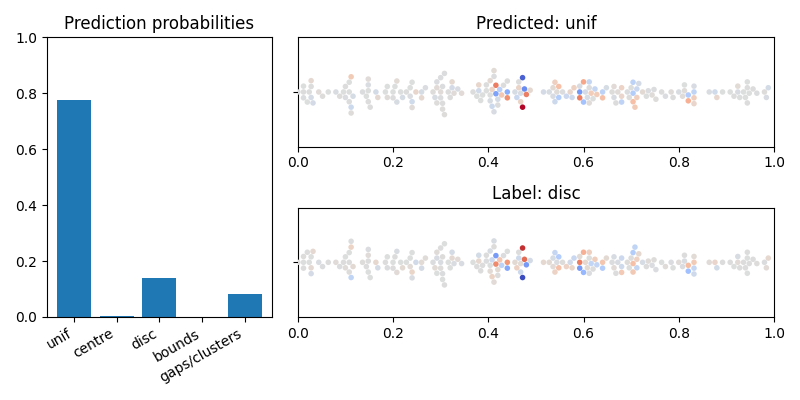 Prediction probabilities
1.0
0.8
0.6
0.4
0.2
0.0
unif
centre
disc
bounds
gaps/clusters
Predicted: unif
0.0 0.2 0.4 0.6 0.8 1.0
Label: disc
0.0 0.2 0.4 0.6 0.8 1.0